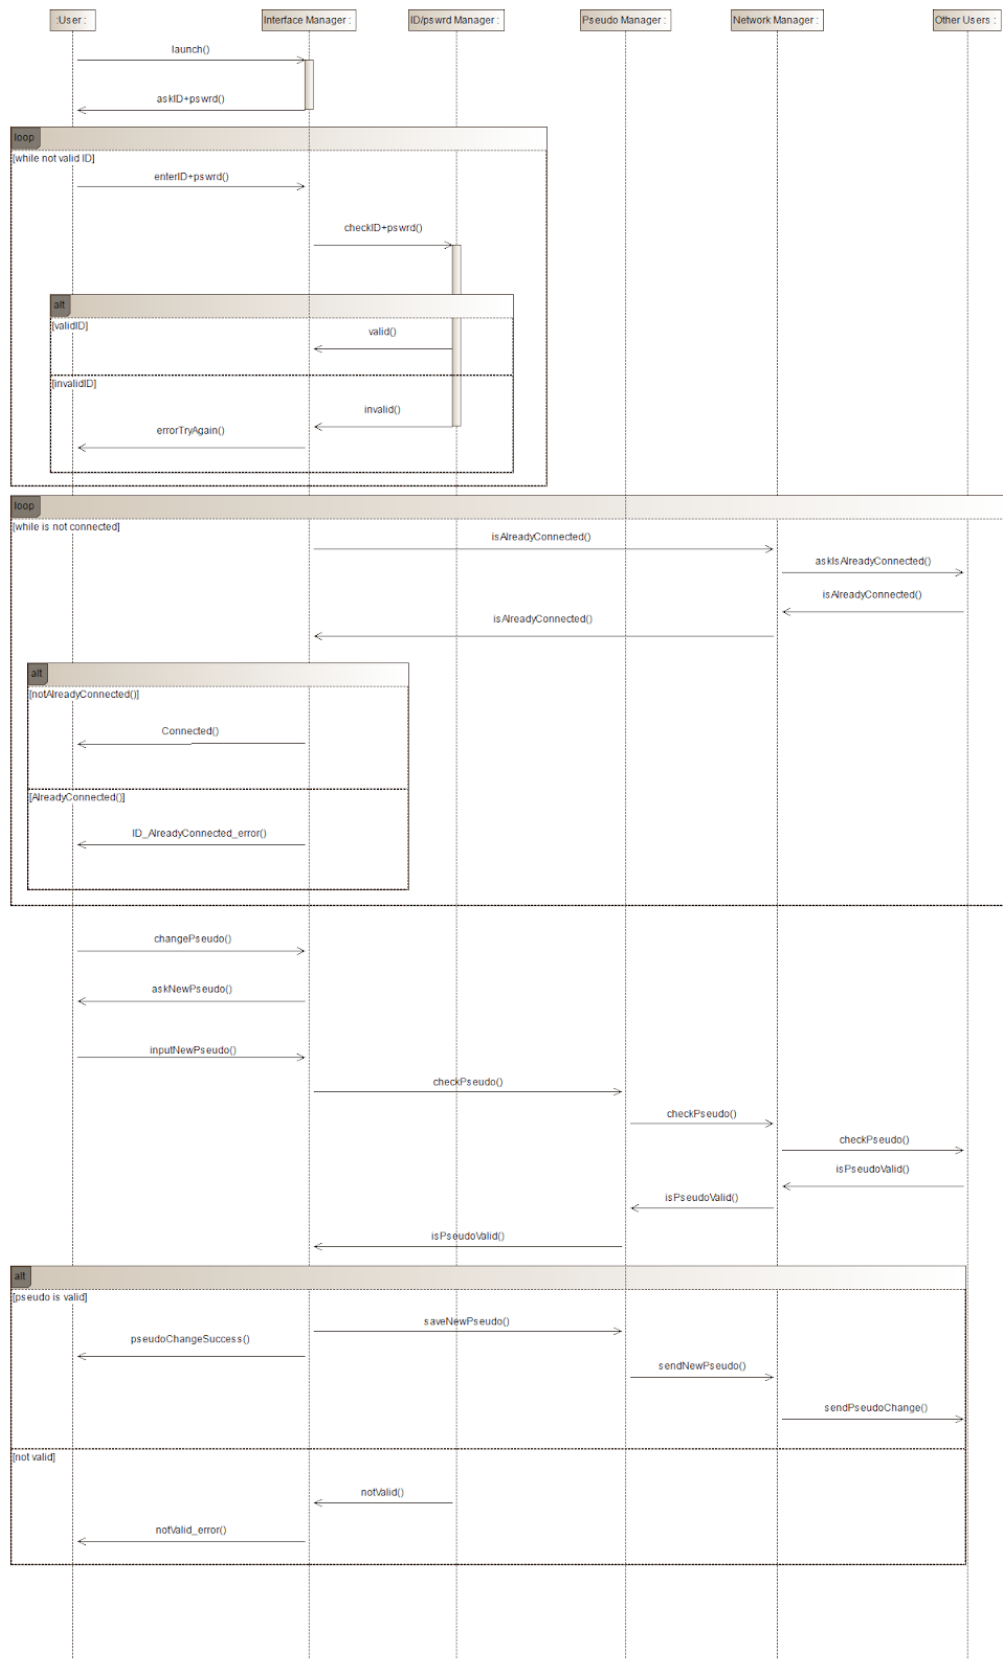 :User :
Interface Manager :
ID/pswrd Manager :
Pseudo Manager :
Network Manager :
Other Users :
launch()
askID+pswrd()
loop
[while not valid ID]
enterID+pswrd()
checkID+pswrd()
alt
[validID]
valid()
[invalidID]
invalid()
errorTryAgain()
loop
[while is not connected]
isAlreadyConnected()
askIsAlreadyConnected()
isAlreadyConnected()
isAlreadyConnected()
alt
[notAlreadyConnected()]
Connected()
[AlreadyConnected()]
ID_AlreadyConnected_error()
changePseudo()
askNewPseudo()
inputNewPseudo()
checkPseudo()
checkPseudo()
checkPseudo()
isPseudoValid()
isPseudoValid()
isPseudoValid()
alt
[pseudo is valid]
saveNewPseudo()
pseudoChangeSuccess()
sendNewPseudo()
sendPseudoChange()
[not valid]
notValid()
notValid_error()